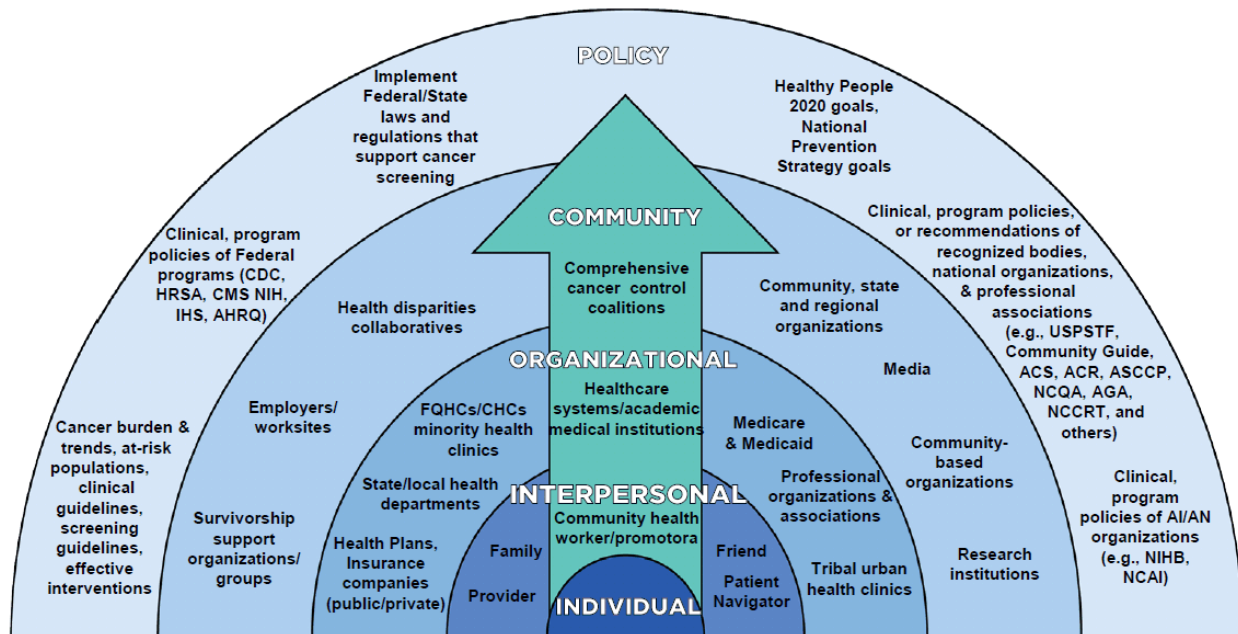 POLICY
Implement
Federal/State
laws and
regulations that
support cancer
screening
Healthy People
2020 goals,
National
Prevention
Strategy goals
Clinical, program
policies of Federal
programs (CDC,
HRSA, CMS NIH,
IHS, AHRQ)
Clinical, program policies,
or recommendations of
recognized bodies,
national organizations,
& professional
associations
(e.g., USPSTF,
Community Guide,
ACS, ACR, ASCCP,
NCQA, AGA,
NCCRT, and
others)
Cancer burden &
trends, at-risk
populations,
clinical
guidelines,
screening
guidelines,
effective
interventions
Clinical,
program
policies of AI/AN
organizations
(e.g., NIHB,
NCAI)
COMMUNITY
Comprehensive
cancer control
coalitions
Health disparities
collaboratives
Community, state
and regional
organizations
Media
Employers/
worksites
Community-
based
organizations
Survivorship
support
organizations/
groups
Research
institutions
ORGANIZATIONAL
Healthcare
systems/academic
medical institutions
FQHCs/CHCs
minority health
clinics
Medicare
& Medicaid
State/local health
departments
Professional
organizations &
associations
Health Plans,
Insurance
companies
(public/private)
Tribal urban
health clinics
INTERPERSONAL
Community health
worker/promotora
Family
Friend
Provider
Patient
Navigator
INDIVIDUAL